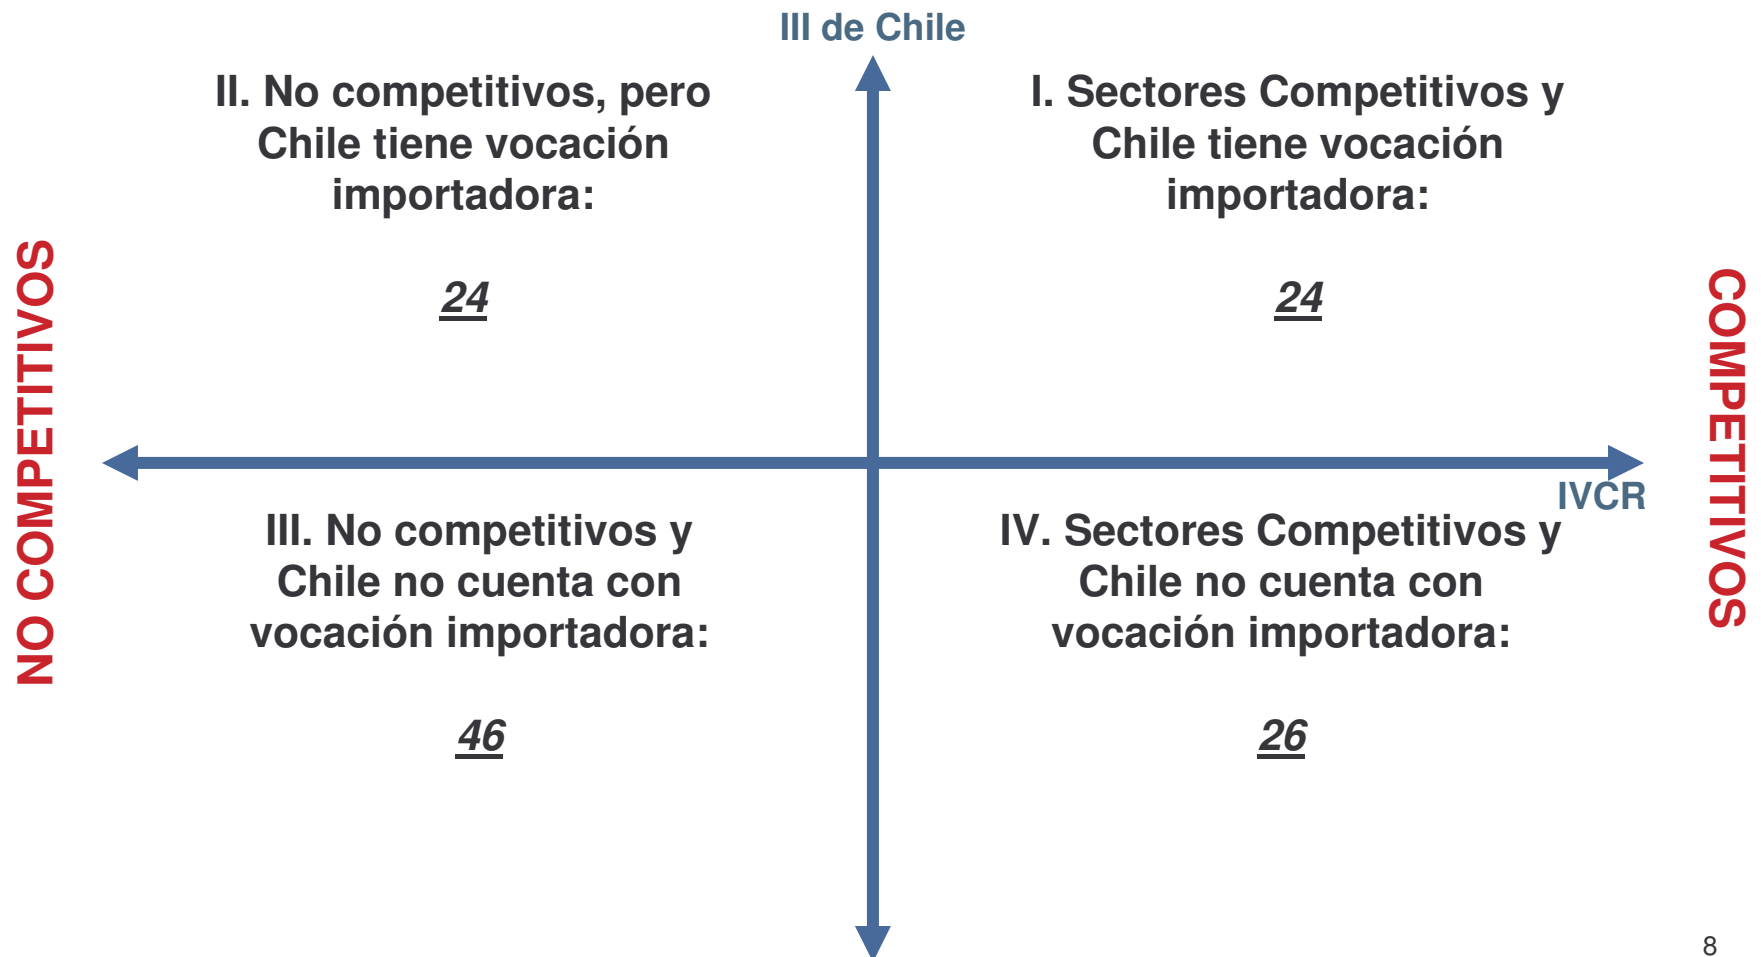 III de Chile
II. No competitivos, pero
Chile tiene vocación
importadora:
24
I. Sectores Competitivos y
Chile tiene vocación
importadora:
24
NO COMPETITIVOS
COMPETITIVOS
IVCR
III. No competitivos y
Chile no cuenta con
vocación importadora:
46
IV. Sectores Competitivos y
Chile no cuenta con
vocación importadora:
26
8